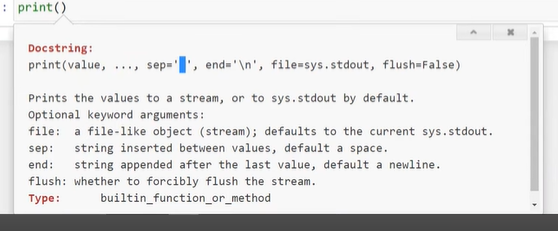 : print()
Docstring:
print(value, ..., sep=' ', end='\n', file=sys.stdout, flush=False)
Prints the values to a stream, or to sys.stdout by default.
Optional keyword arguments:
file:  a file-like object (stream); defaults to the current sys.stdout.
sep:   string inserted between values, default a space.
end:   string appended after the last value, default a newline.
flush: whether to forcibly flush the stream.
Type:      builtin_function_or_method